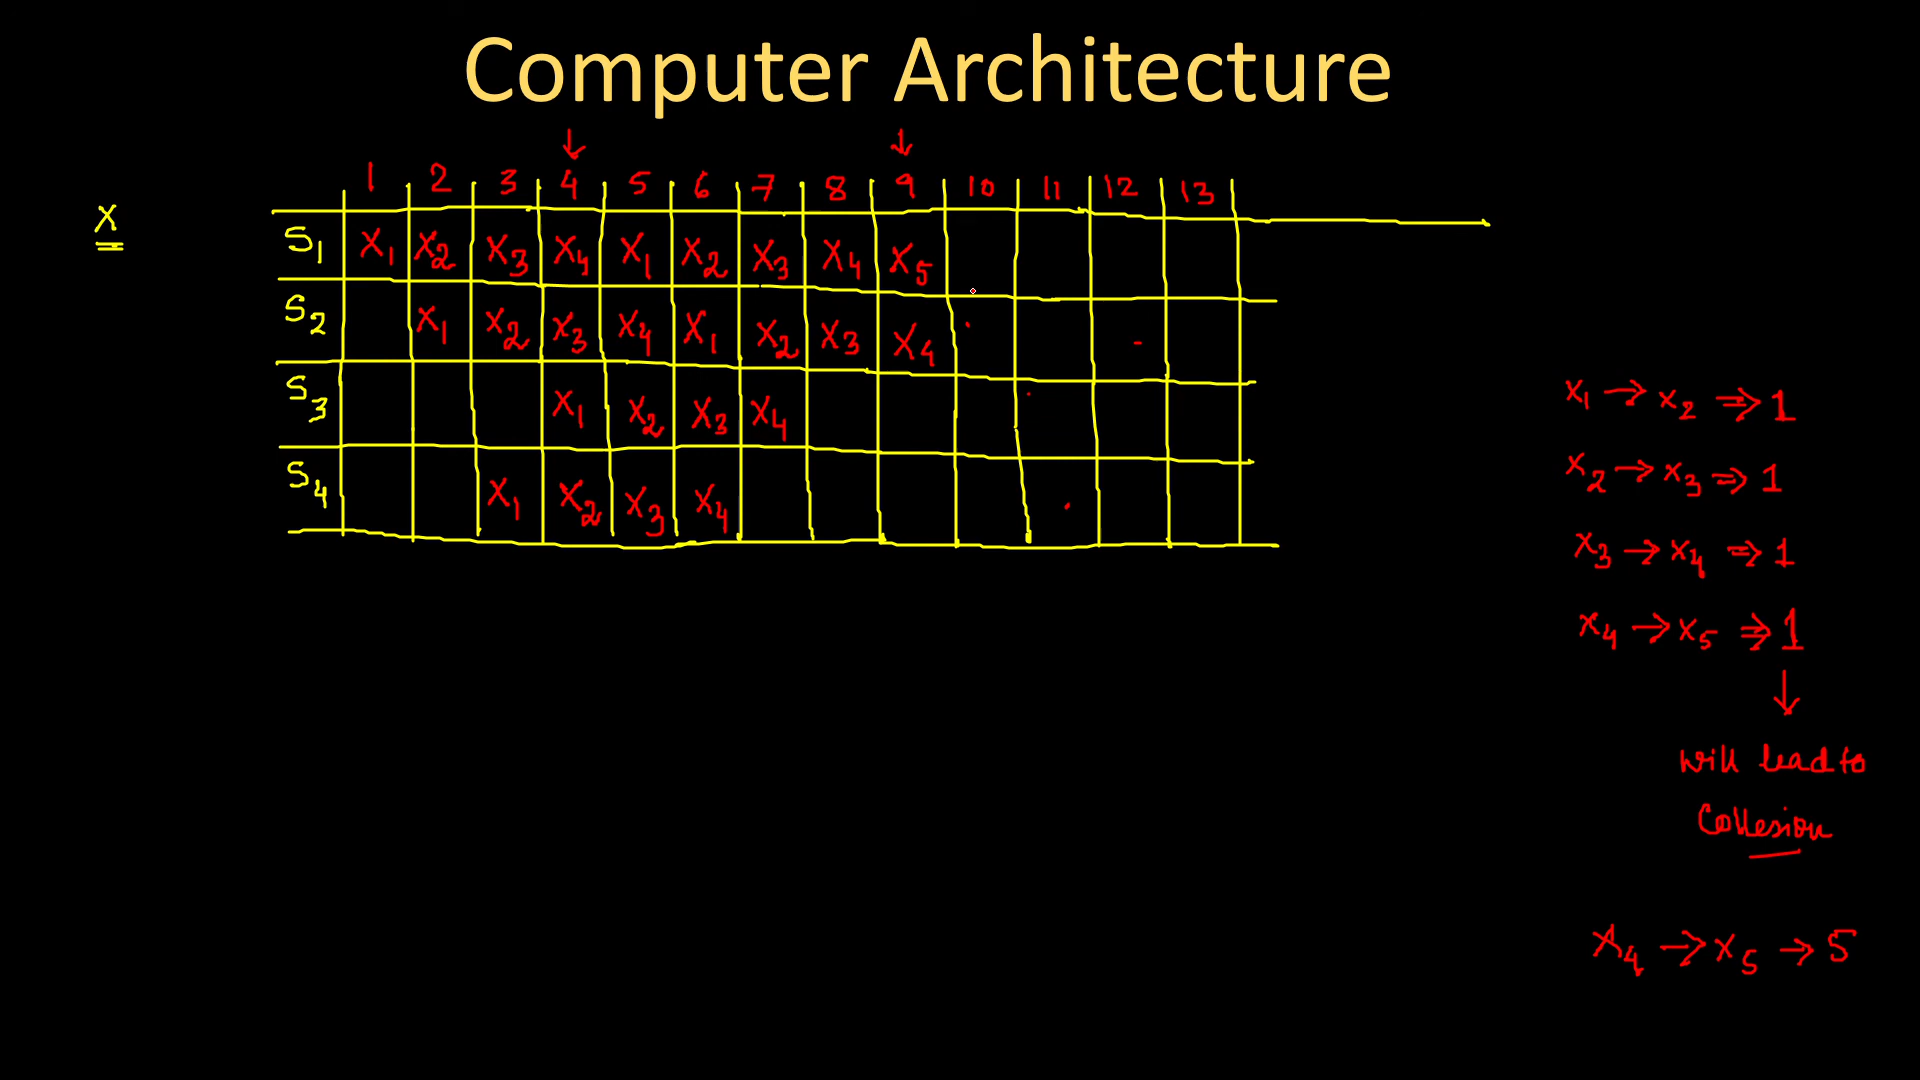 Computer Architecture
X
1 2 3 4 5 6 7 8 9 10 11 12 13
S1 X1 X2 X3 X4 X1 X2 X3 X4 X5
S2 X1 X2 X3 X4 X1 X2 X3 X4
S3 X1 X2 X3 X4
S4 X1 X2 X3 X4
x1 → x2 ⇒ 1
x2 → x3 ⇒ 1
x3 → x4 ⇒ 1
x4 → x5 ⇒ 1
↓
will lead to
Collesion
X4 → x5 → 5